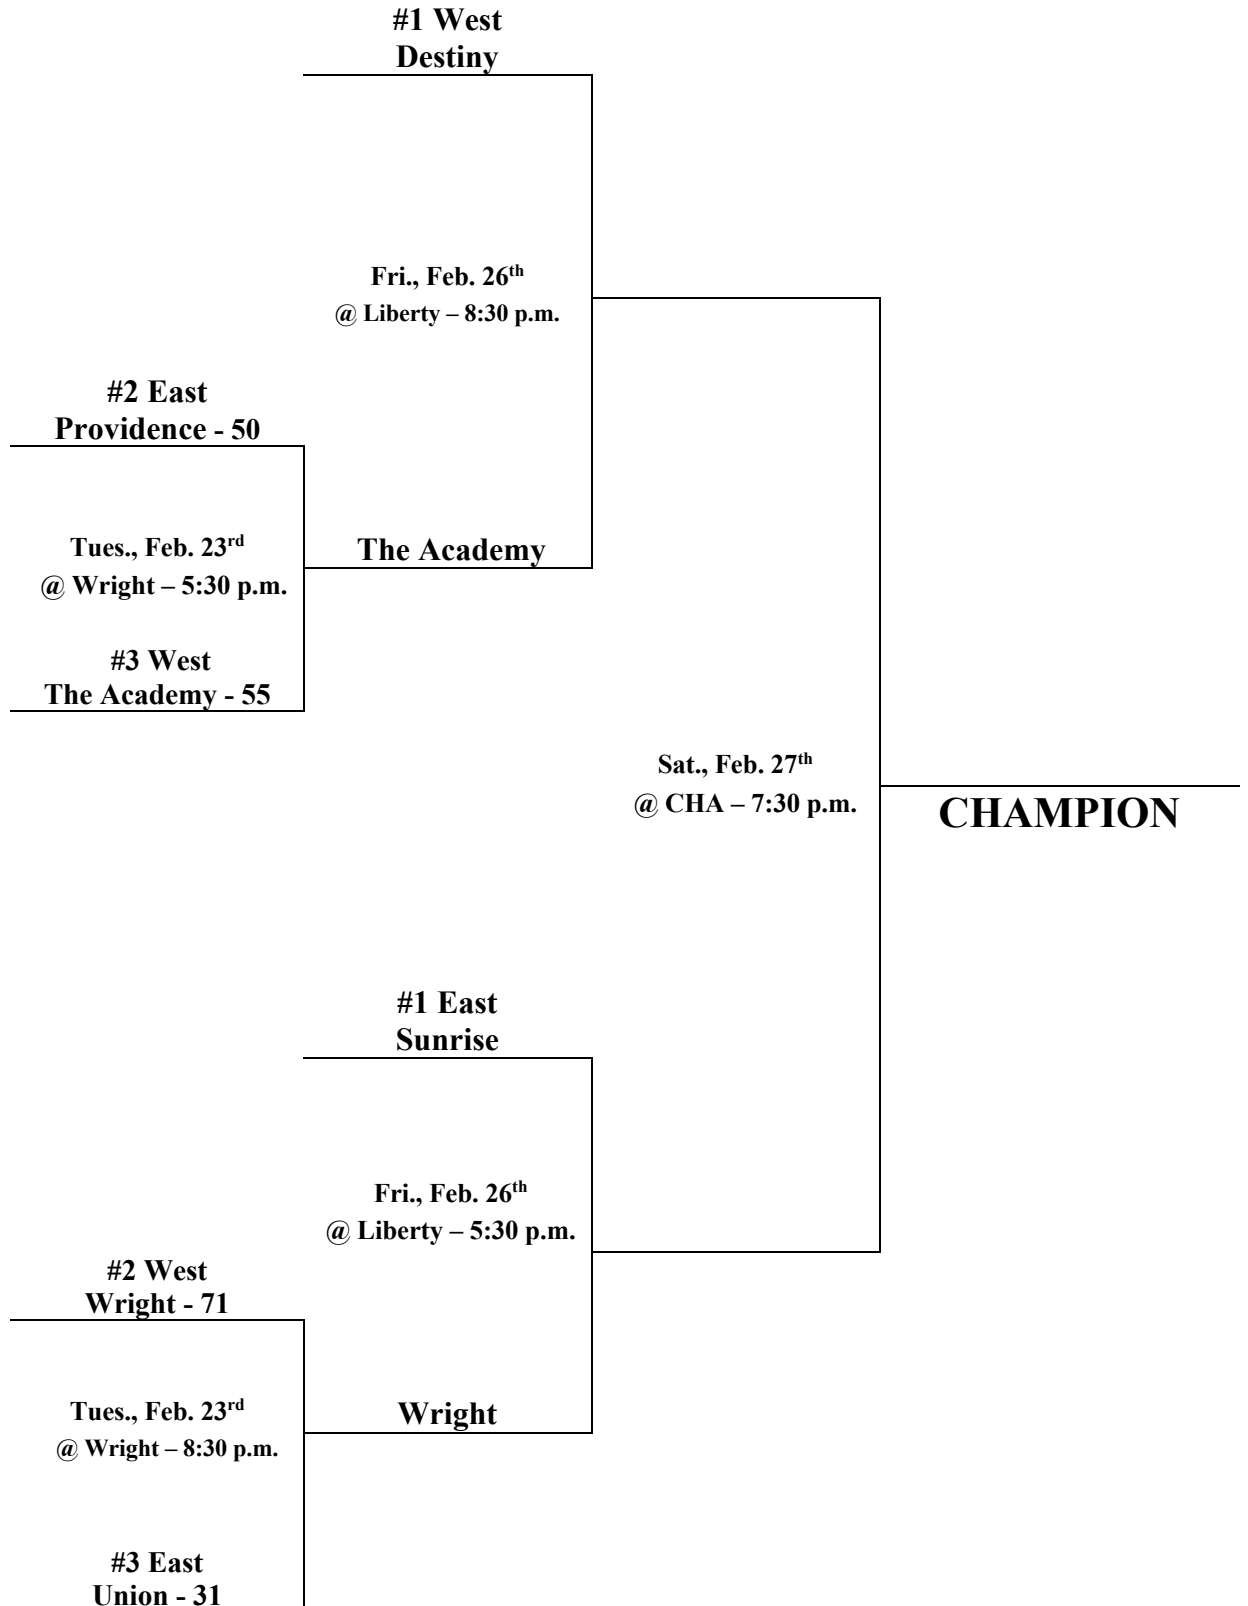 #1 West
Destiny
Fri., Feb. 26th
@ Liberty – 8:30 p.m.
#2 East
Providence - 50
Tues., Feb. 23rd
@ Wright – 5:30 p.m.
The Academy
#3 West
The Academy - 55
Sat., Feb. 27th
@ CHA – 7:30 p.m.
CHAMPION
#1 East
Sunrise
Fri., Feb. 26th
@ Liberty – 5:30 p.m.
#2 West
Wright - 71
Tues., Feb. 23rd
@ Wright – 8:30 p.m.
Wright
#3 East
Union - 31